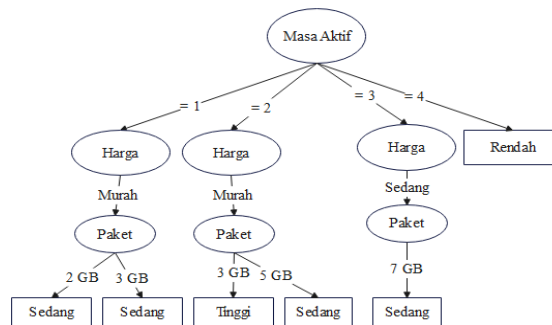 Masa Aktif
= 1
= 2
= 3
= 4
Harga
Harga
Harga
Rendah
Murah
Murah
Sedang
Paket
Paket
Paket
2 GB
3 GB
3 GB
5 GB
7 GB
Sedang
Sedang
Tinggi
Sedang
Sedang